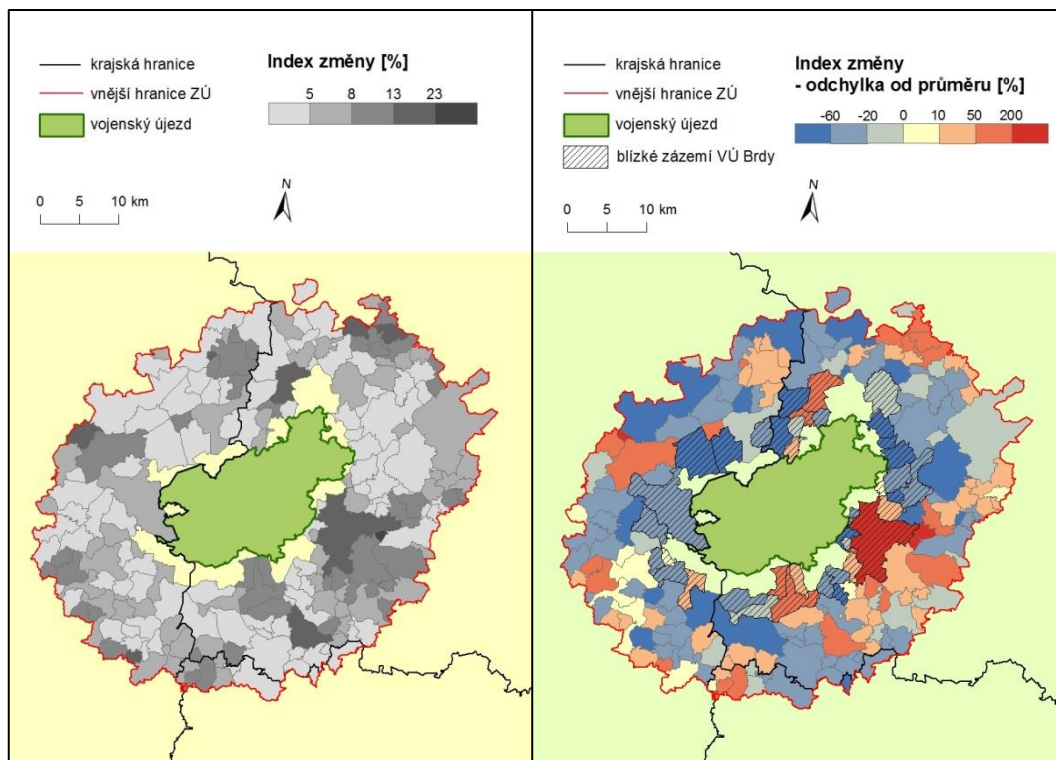 krajská hranice
vnější hranice ZÚ
vojenský újezd
Index změny [%]
5 8 13 23
N
0 5 10 km
krajská hranice
vnější hranice ZÚ
vojenský újezd
blízké zázemí VÚ Brdy
Index změny
- odchylka od průměru [%]
-60 -20 0 10 50 200
N
0 5 10 km